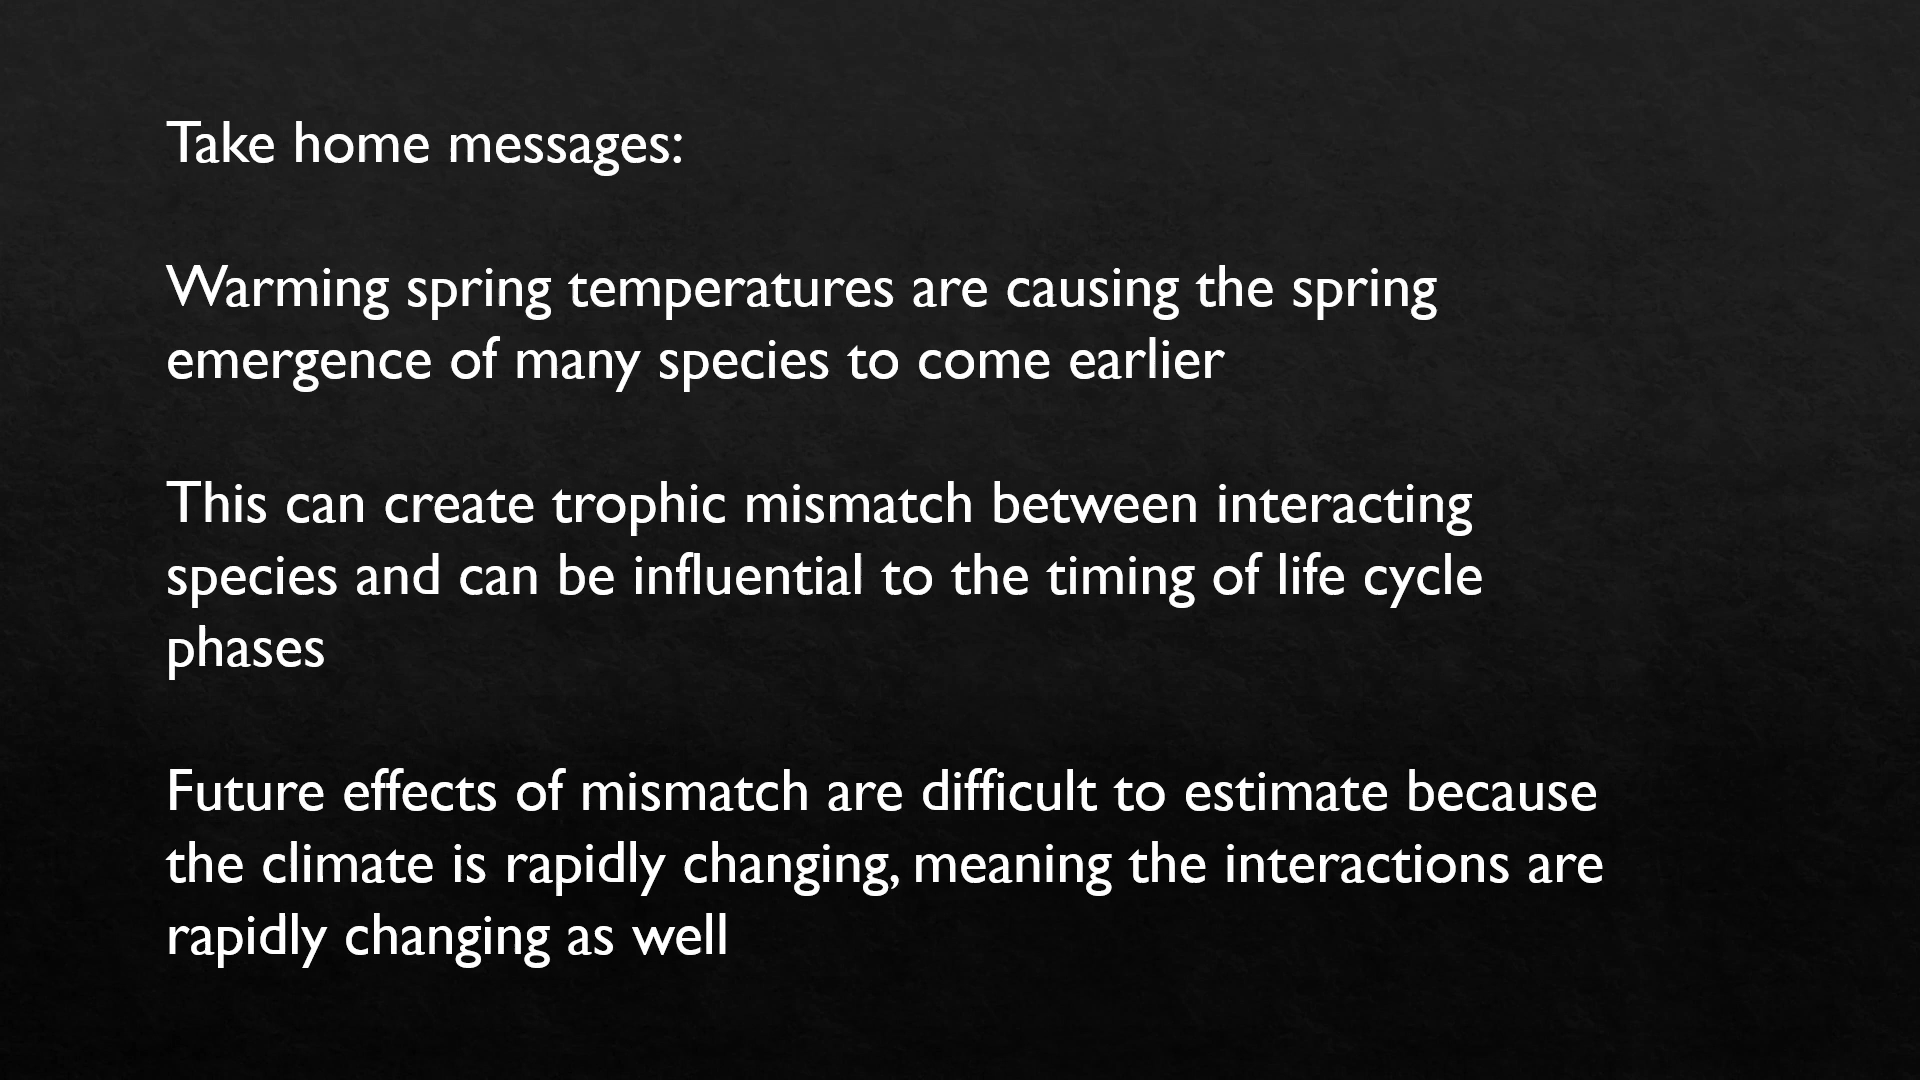 Take home messages:
Warming spring temperatures are causing the spring
emergence of many species to come earlier
This can create trophic mismatch between interacting
species and can be influential to the timing of life cycle
phases
Future effects of mismatch are difficult to estimate because
the climate is rapidly changing, meaning the interactions are
rapidly changing as well